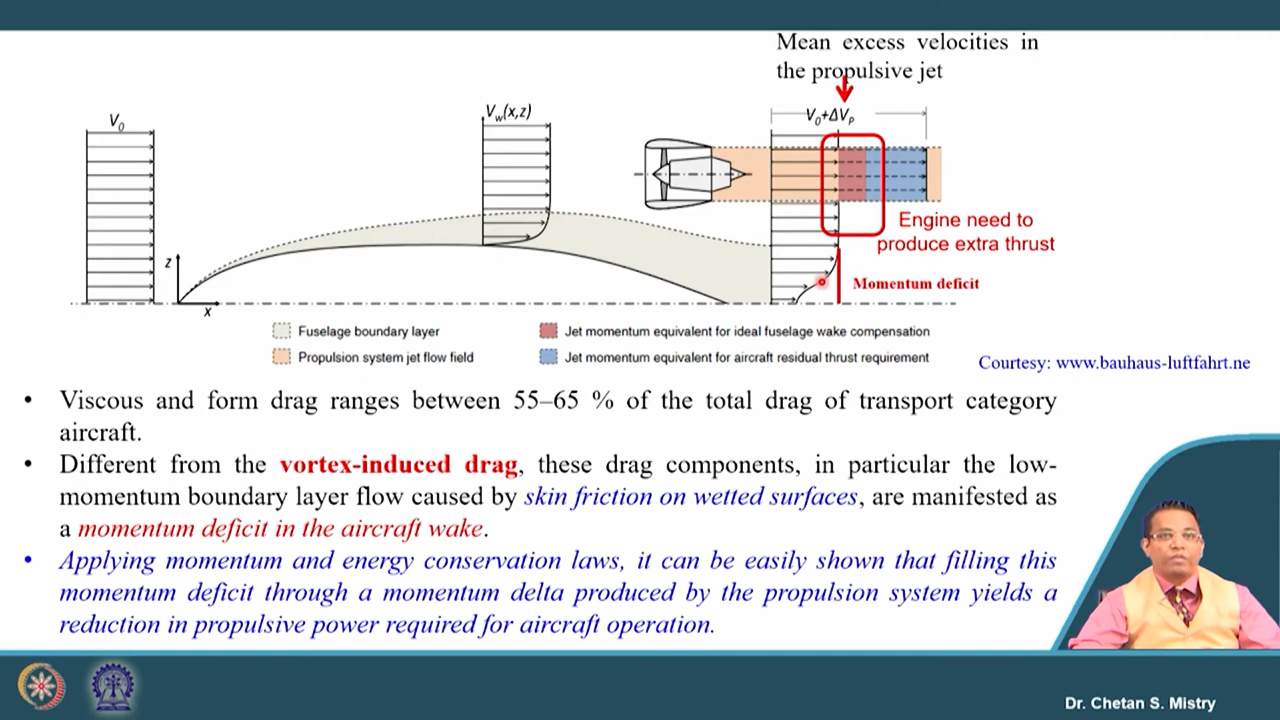 Mean excess velocities in
the propulsive jet
V0
Vw(x,z)
V0+ΔVP
Engine need to
produce extra thrust
z
x
Momentum deficit
Fuselage boundary layer
Jet momentum equivalent for ideal fuselage wake compensation
Propulsion system jet flow field
Jet momentum equivalent for aircraft residual thrust requirement
Courtesy: www.bauhaus-luftfahrt.ne
• Viscous and form drag ranges between 55–65 % of the total drag of transport category
aircraft.
• Different from the vortex-induced drag, these drag components, in particular the low-
momentum boundary layer flow caused by skin friction on wetted surfaces, are manifested as
a momentum deficit in the aircraft wake.
• Applying momentum and energy conservation laws, it can be easily shown that filling this
momentum deficit through a momentum delta produced by the propulsion system yields a
reduction in propulsive power required for aircraft operation.
Dr. Chetan S. Mistry